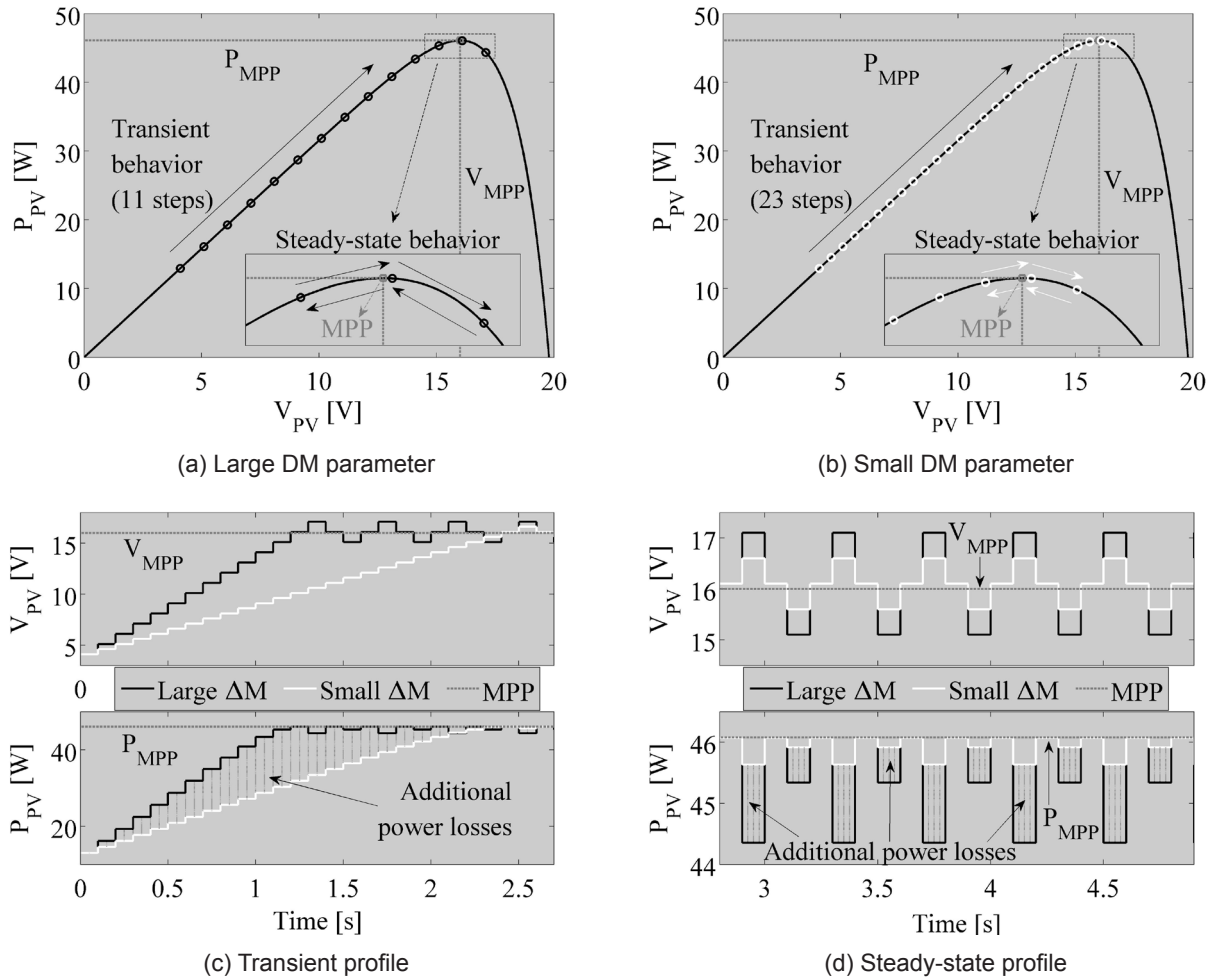 50
40
30
20
10
0
P_PV [W]
P_MPP
Transient
behavior
(11 steps)
V_MPP
Steady-state behavior
MPP
0 5 10 15 20
V_PV [V]
(a) Large DM parameter
50
40
30
20
10
0
P_PV [W]
P_MPP
Transient
behavior
(23 steps)
V_MPP
Steady-state behavior
MPP
0 5 10 15 20
V_PV [V]
(b) Small DM parameter
15
10
5
V_PV [V]
V_MPP
0
Large ΔM Small ΔM MPP
40
20
P_PV [W]
P_MPP
Additional
power losses
0 0.5 1 1.5 2 2.5
Time [s]
(c) Transient profile
17
16
15
V_PV [V]
V_MPP
Large ΔM Small ΔM MPP
46
45
44
P_PV [W]
P_MPP
Additional power losses
3 3.5 4 4.5
Time [s]
(d) Steady-state profile